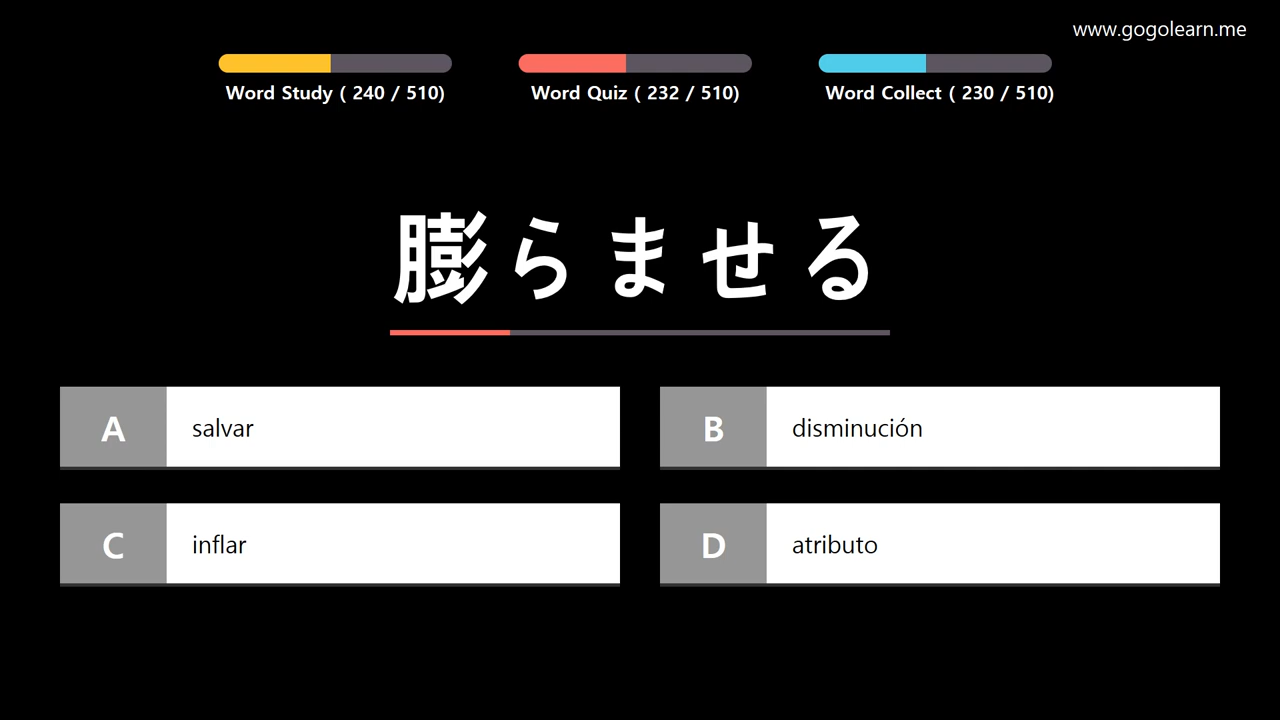 www.gogolearn.me
Word Study ( 240 / 510)
Word Quiz ( 232 / 510)
Word Collect ( 230 / 510)
膨らませる
A salvar
B disminución
C inflar
D atributo